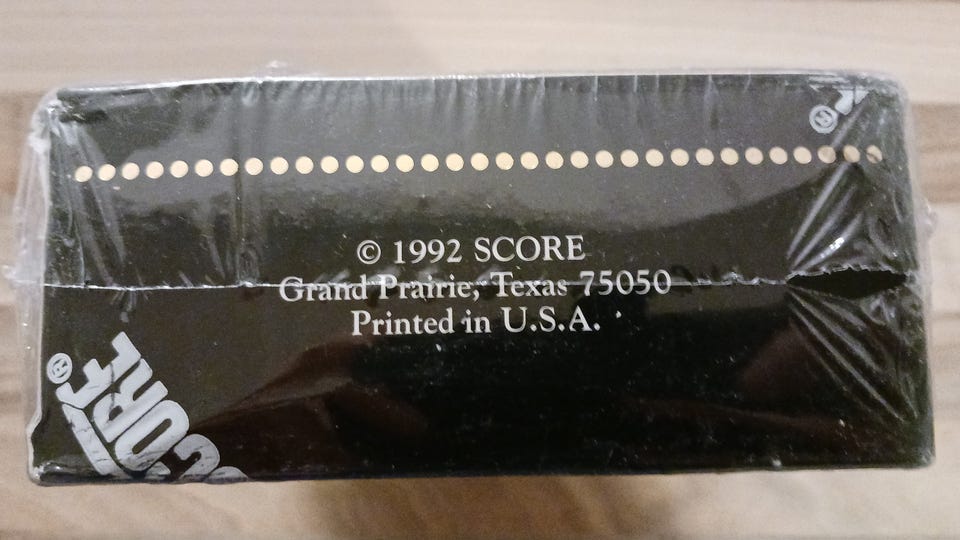 © 1992 SCORE
Grand Prairie, Texas 75050
Printed in U.S.A.
®
SCORE
®